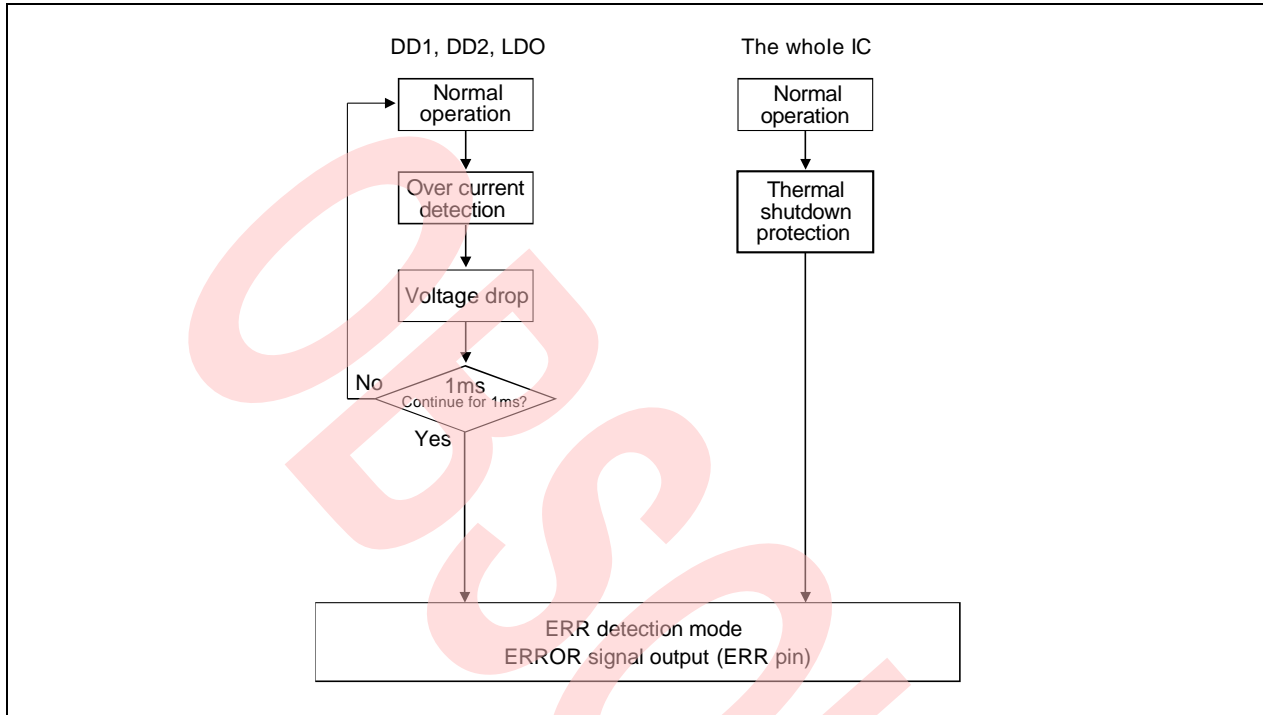 DD1, DD2, LDO
Normal
operation
Over current
detection
Voltage drop
1ms
Continue for 1ms?
No
Yes
The whole IC
Normal
operation
Thermal
shutdown
protection
ERR detection mode
ERROR signal output (ERR pin)
OBSO